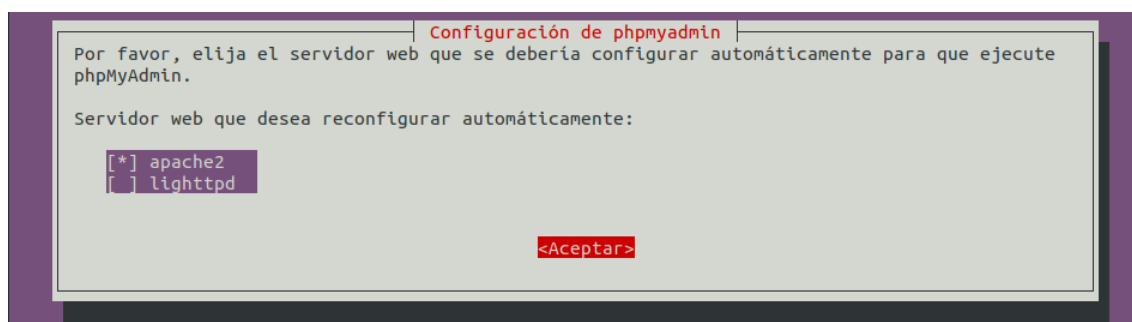 Configuración de phpmyadmin
Por favor, elija el servidor web que se debería configurar automáticamente para que ejecute
phpMyAdmin.
Servidor web que desea reconfigurar automáticamente:
[*] apache2
[ ] lighttpd
<Aceptar>